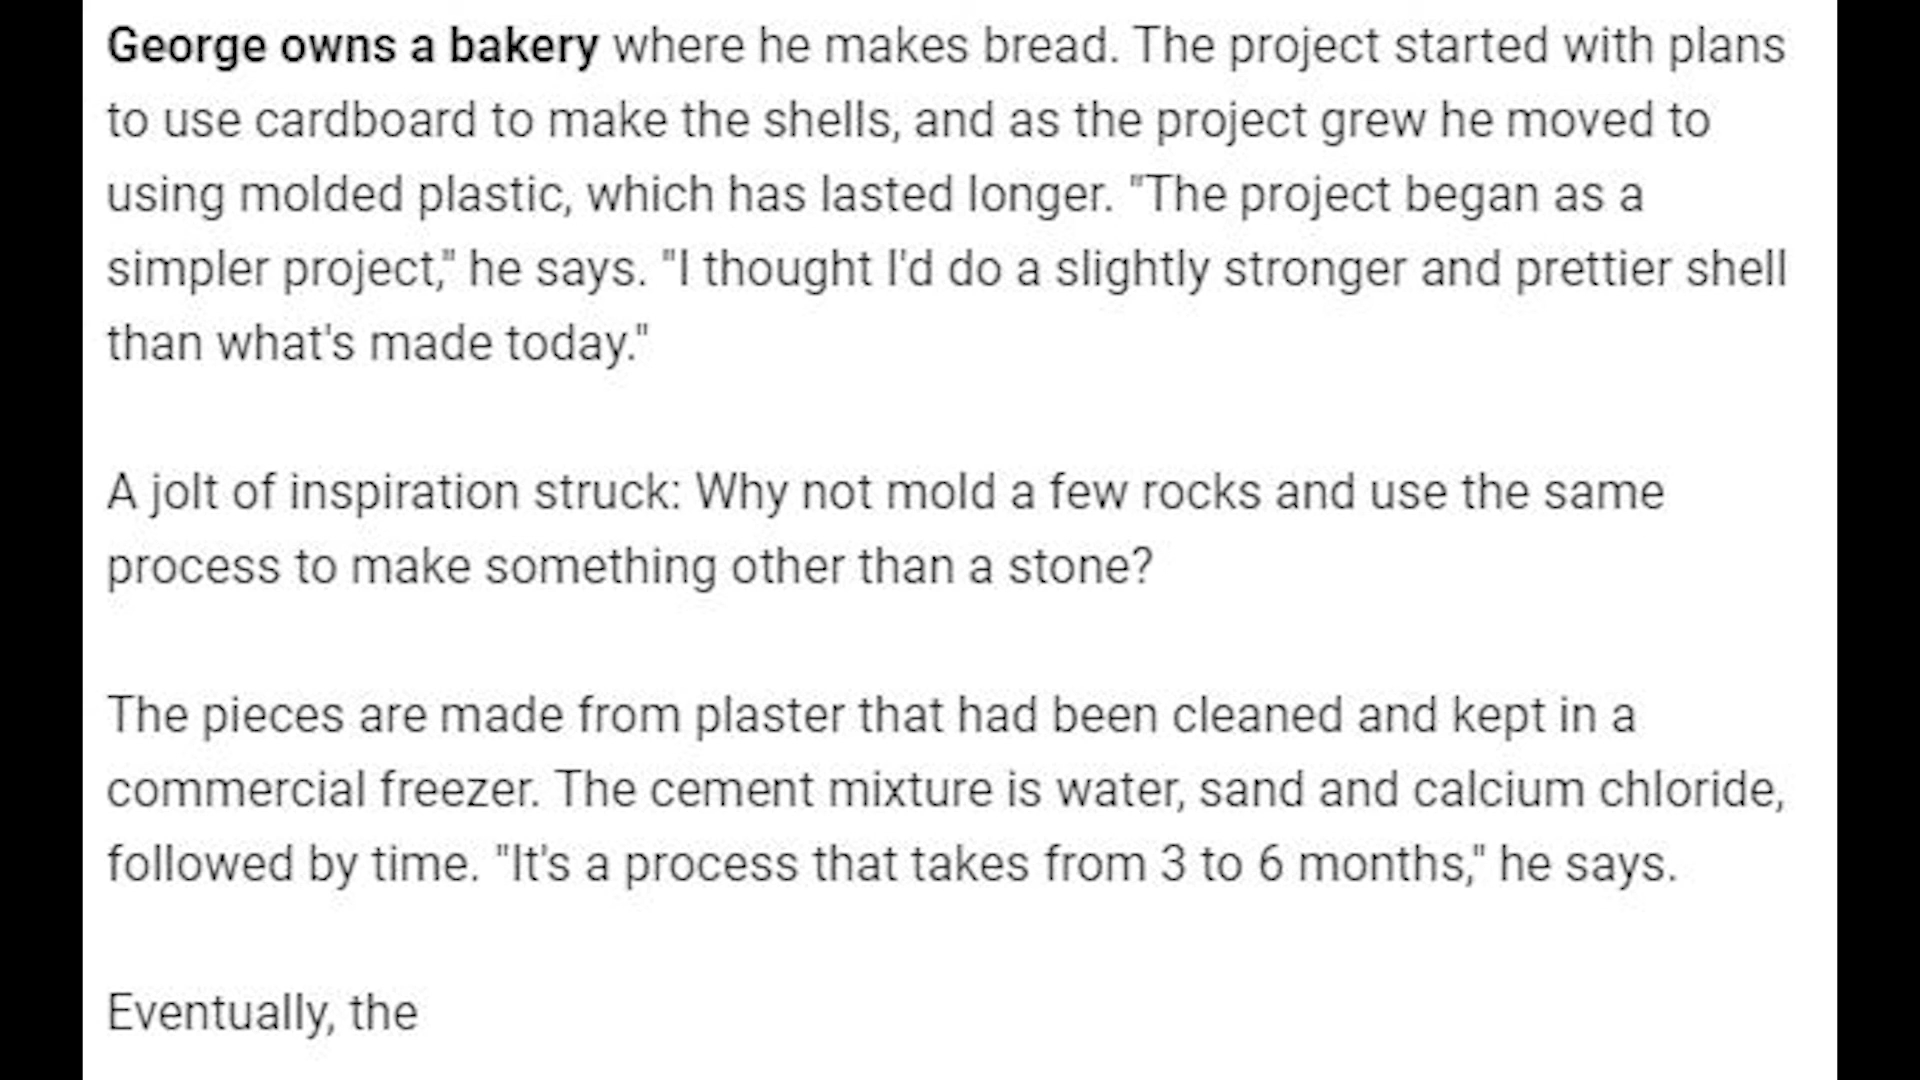 George owns a bakery where he makes bread. The project started with plans
to use cardboard to make the shells, and as the project grew he moved to
using molded plastic, which has lasted longer. "The project began as a
simpler project," he says. "I thought I'd do a slightly stronger and prettier shell
than what's made today."
A jolt of inspiration struck: Why not mold a few rocks and use the same
process to make something other than a stone?
The pieces are made from plaster that had been cleaned and kept in a
commercial freezer. The cement mixture is water, sand and calcium chloride,
followed by time. "It's a process that takes from 3 to 6 months," he says.
Eventually, the